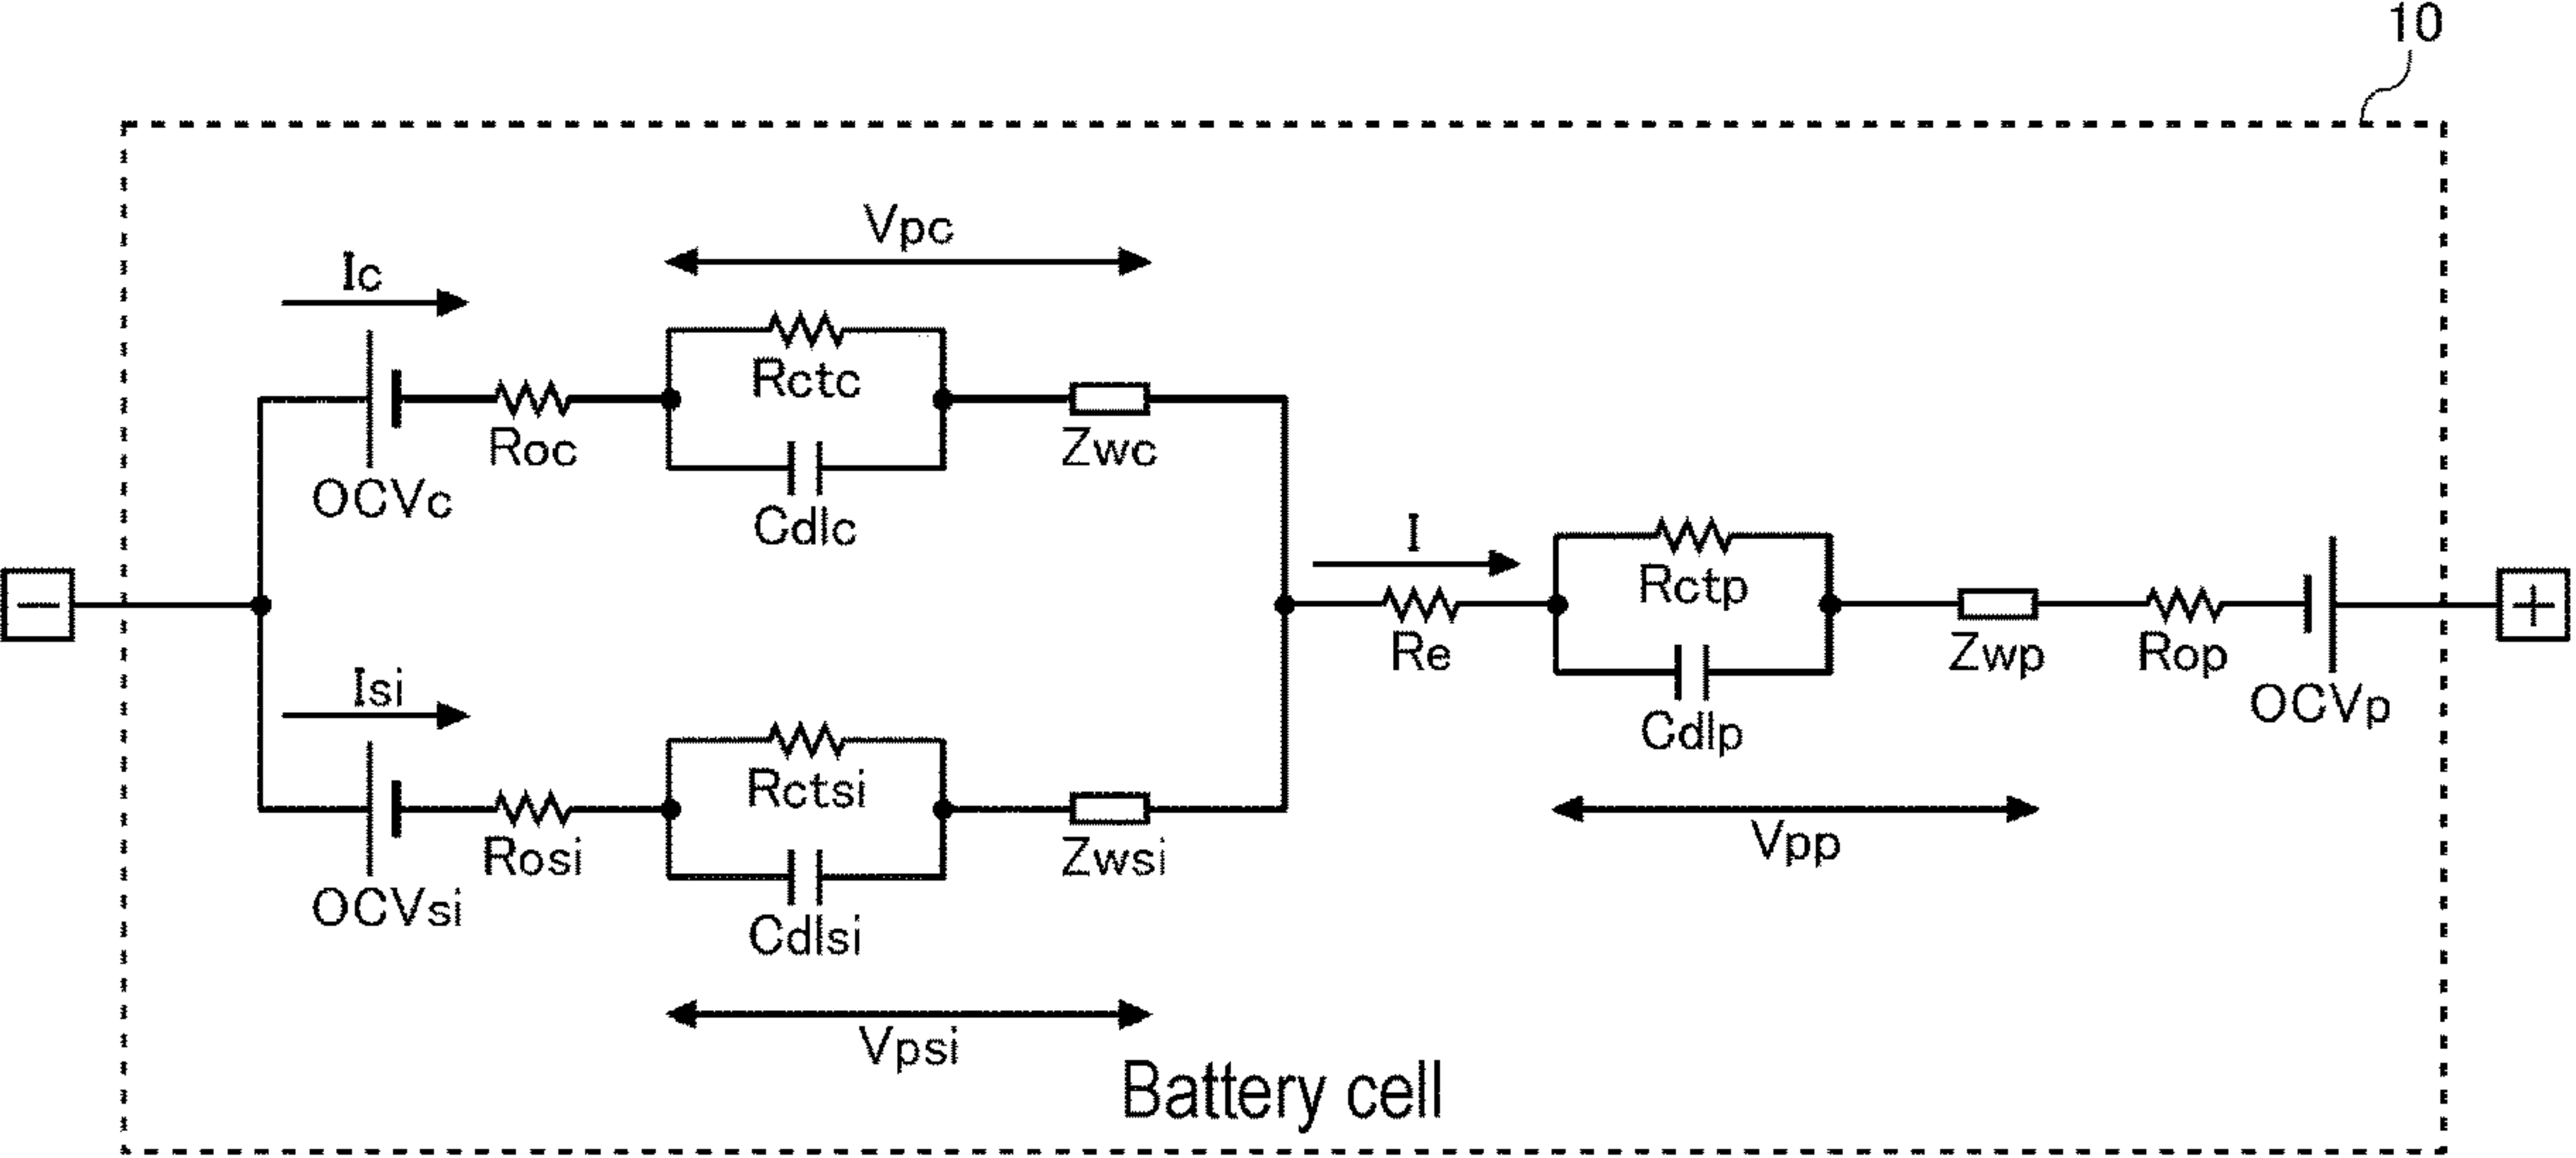 10
Vpc
Ic
Rctc
Roc
Zwc
OCVc
Cdlc
I
Rctp
−
+
Re
Zwp
Rop
Isi
OCVp
Cdlp
Rctsi
Vpp
Rosi
Zwsi
OCVsi
Cdlsi
Vpsi
Battery cell